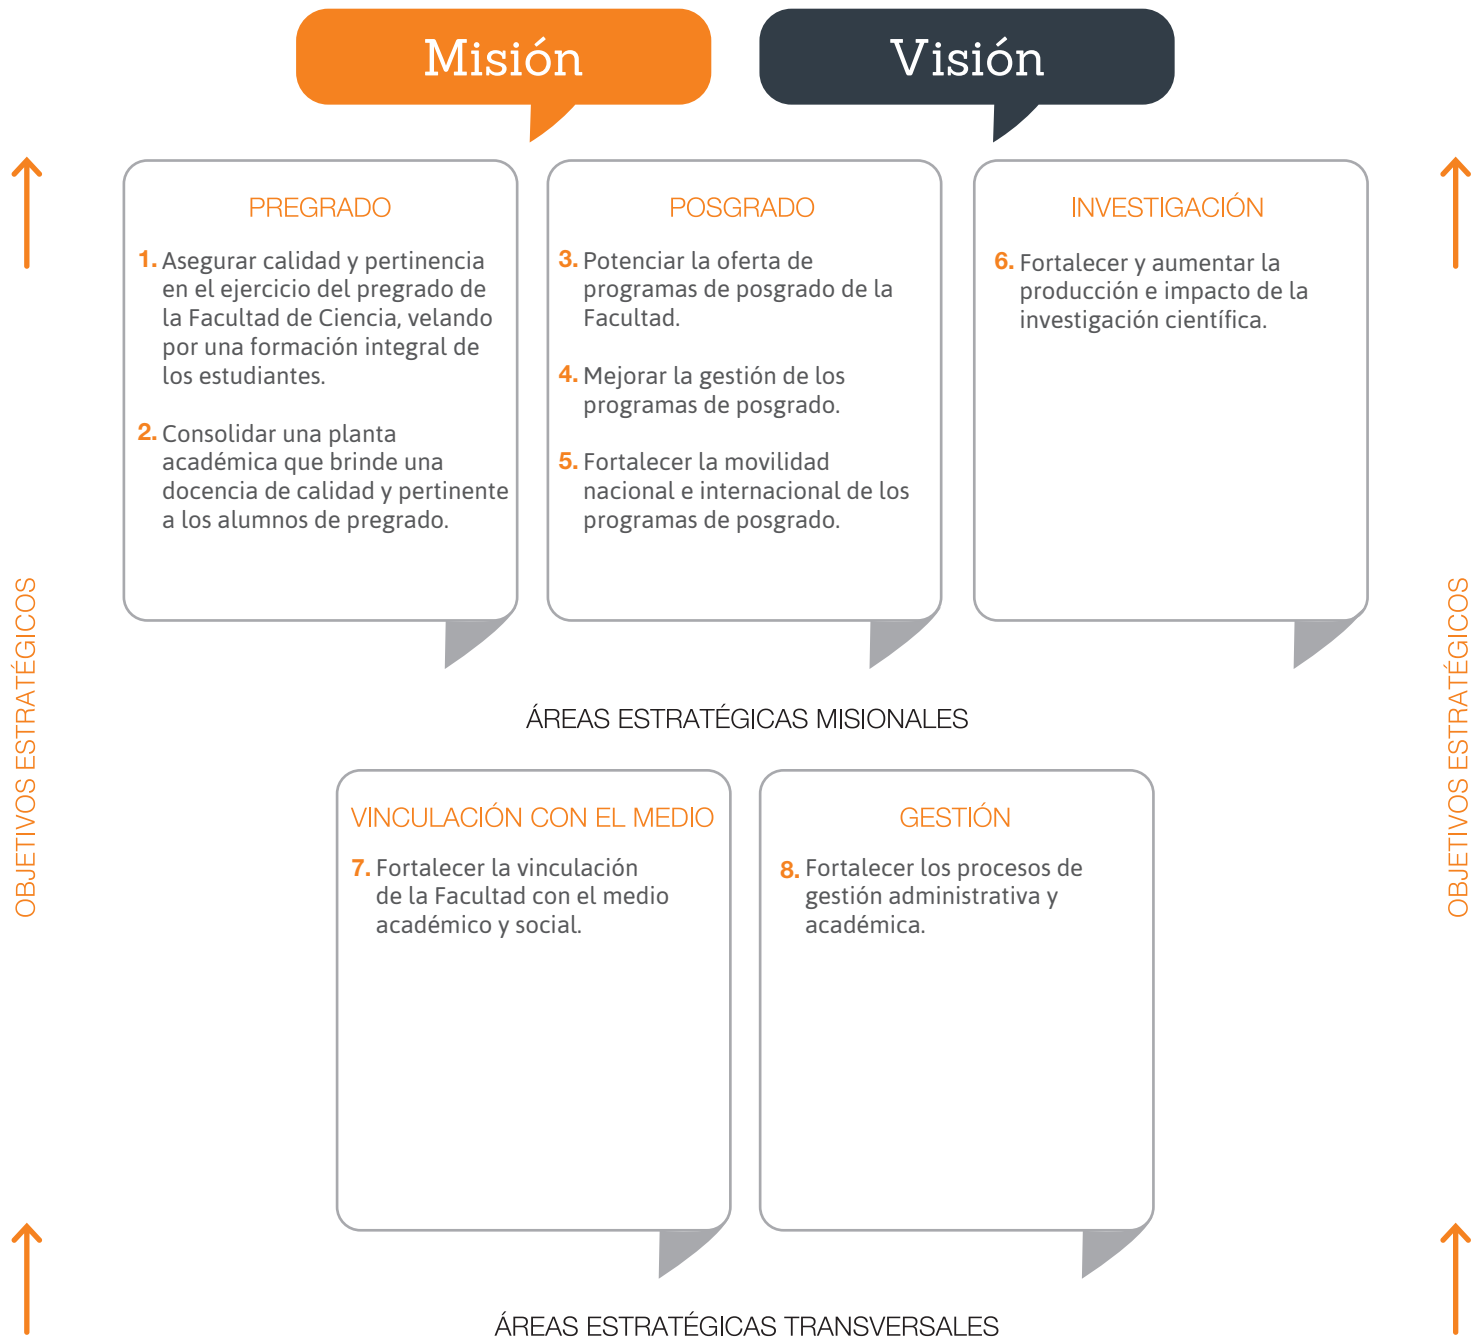 Misión
Visión
PREGRADO
1. Asegurar calidad y pertinencia
en el ejercicio del pregrado de
la Facultad de Ciencia, velando
por una formación integral de
los estudiantes.
2. Consolidar una planta
académica que brinde una
docencia de calidad y pertinente
a los alumnos de pregrado.
POSGRADO
3. Potenciar la oferta de
programas de posgrado de la
Facultad.
4. Mejorar la gestión de los
programas de posgrado.
5. Fortalecer la movilidad
nacional e internacional de los
programas de posgrado.
INVESTIGACIÓN
6. Fortalecer y aumentar la
producción e impacto de la
investigación científica.
OBJETIVOS ESTRATÉGICOS
OBJETIVOS ESTRATÉGICOS
ÁREAS ESTRATÉGICAS MISIONALES
VINCULACIÓN CON EL MEDIO
7. Fortalecer la vinculación
de la Facultad con el medio
académico y social.
GESTIÓN
8. Fortalecer los procesos de
gestión administrativa y
académica.
ÁREAS ESTRATÉGICAS TRANSVERSALES